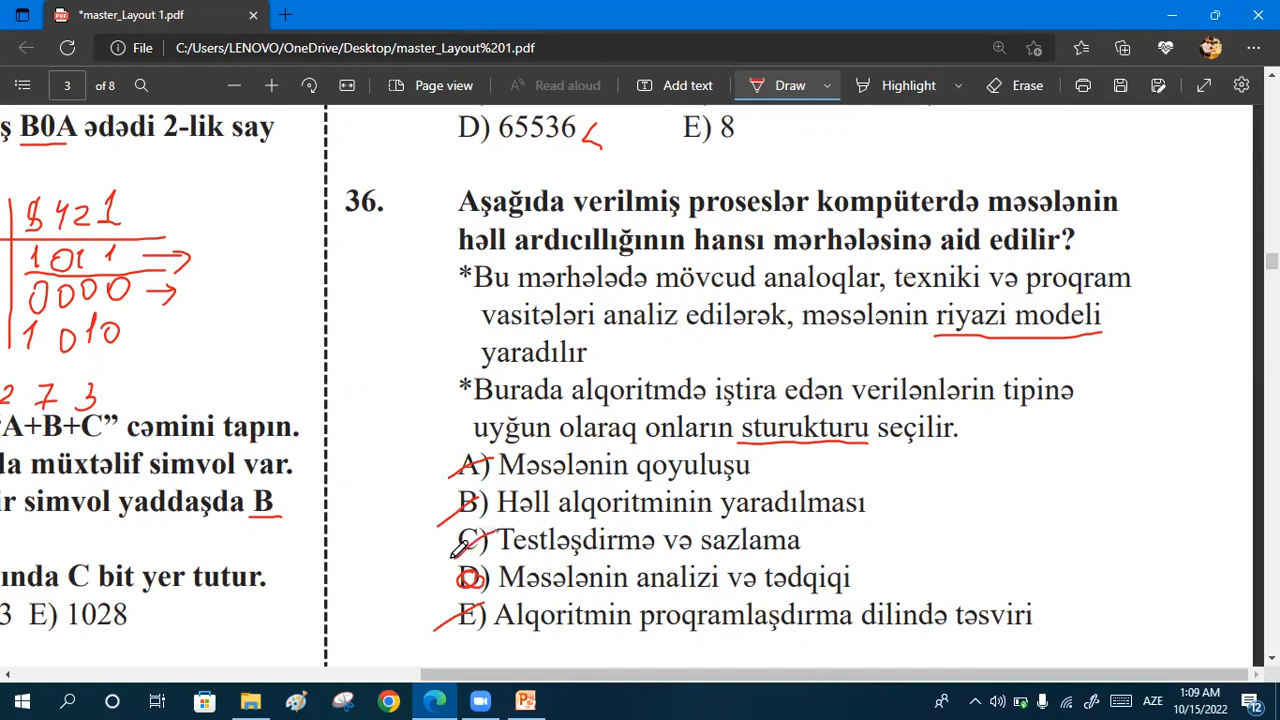 *master_Layout 1.pdf
File C:/Users/LENOVO/OneDrive/Desktop/master_Layout%201.pdf
3 of 8 Page view Read aloud Add text Draw Highlight Erase
ş B0A ədədi 2-lik say
8 4 2 1
1 0 1 1
0 0 0 0
1 0 1 0
2 7 3
“A+B+C” cəmini tapın.
la müxtəlif simvol var.
ir simvol yaddaşda B
ında C bit yer tutur.
3 E) 1028
D) 65536 E) 8
36. Aşağıda verilmiş proseslər kompüterdə məsələnin
həll ardıcıllığının hansı mərhələsinə aid edilir?
*Bu mərhələdə mövcud analoqlar, texniki və proqram
vasitələri analiz edilərək, məsələnin riyazi modeli
yaradılır
*Burada alqoritmdə iştira edən verilənlərin tipinə
uyğun olaraq onların sturukturu seçilir.
A) Məsələnin qoyuluşu
B) Həll alqoritminin yaradılması
C) Testləşdirmə və sazlama
D) Məsələnin analizi və tədqiqi
E) Alqoritmin proqramlaşdırma dilində təsviri
AZE
1:09 AM
10/15/2022
12